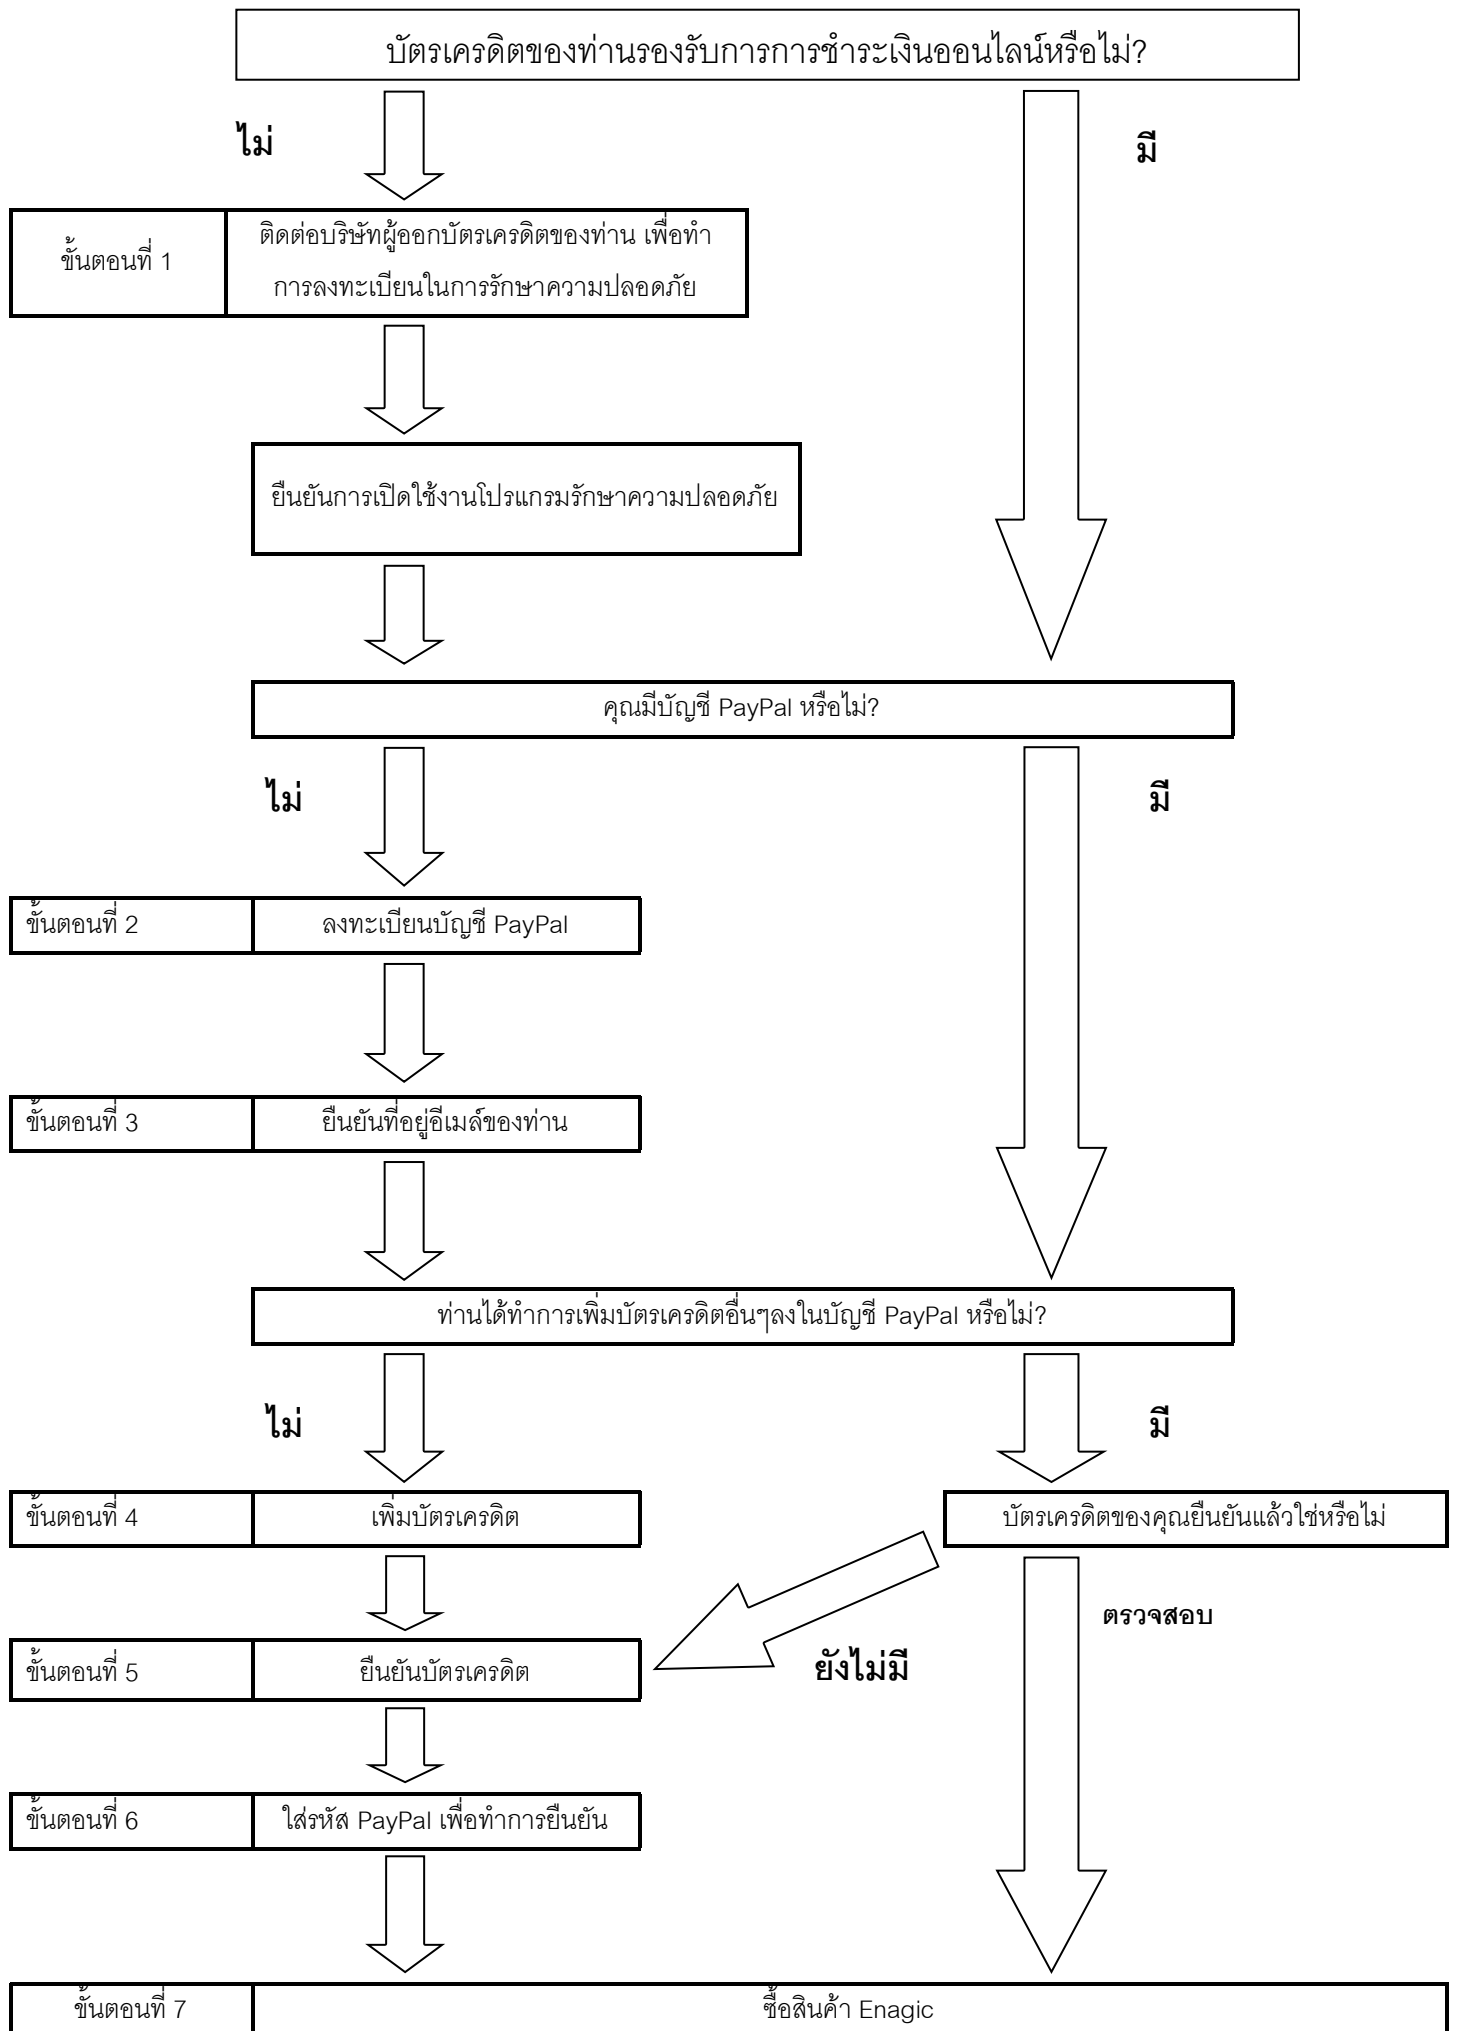 บัตรเครดิตของท่านรองรับการการชำระเงินออนไลน์หรือไม่?
ไม่
มี
ขั้นตอนที่ 1
ติดต่อบริษัทผู้ออกบัตรเครดิตของท่าน เพื่อทำ
การลงทะเบียนในการรักษาความปลอดภัย
ยืนยันการเปิดใช้งานโปรแกรมรักษาความปลอดภัย
คุณมีบัญชี PayPal หรือไม่?
ไม่
มี
ขั้นตอนที่ 2
ลงทะเบียนบัญชี PayPal
ขั้นตอนที่ 3
ยืนยันที่อยู่อีเมล์ของท่าน
ท่านได้ทำการเพิ่มบัตรเครดิตอื่นๆลงในบัญชี PayPal หรือไม่?
ไม่
มี
ขั้นตอนที่ 4
เพิ่มบัตรเครดิต
บัตรเครดิตของคุณยืนยันแล้วใช่หรือไม่
ตรวจสอบ
ยังไม่มี
ขั้นตอนที่ 5
ยืนยันบัตรเครดิต
ขั้นตอนที่ 6
ใส่รหัส PayPal เพื่อทำการยืนยัน
ขั้นตอนที่ 7
ซื้อสินค้า Enagic